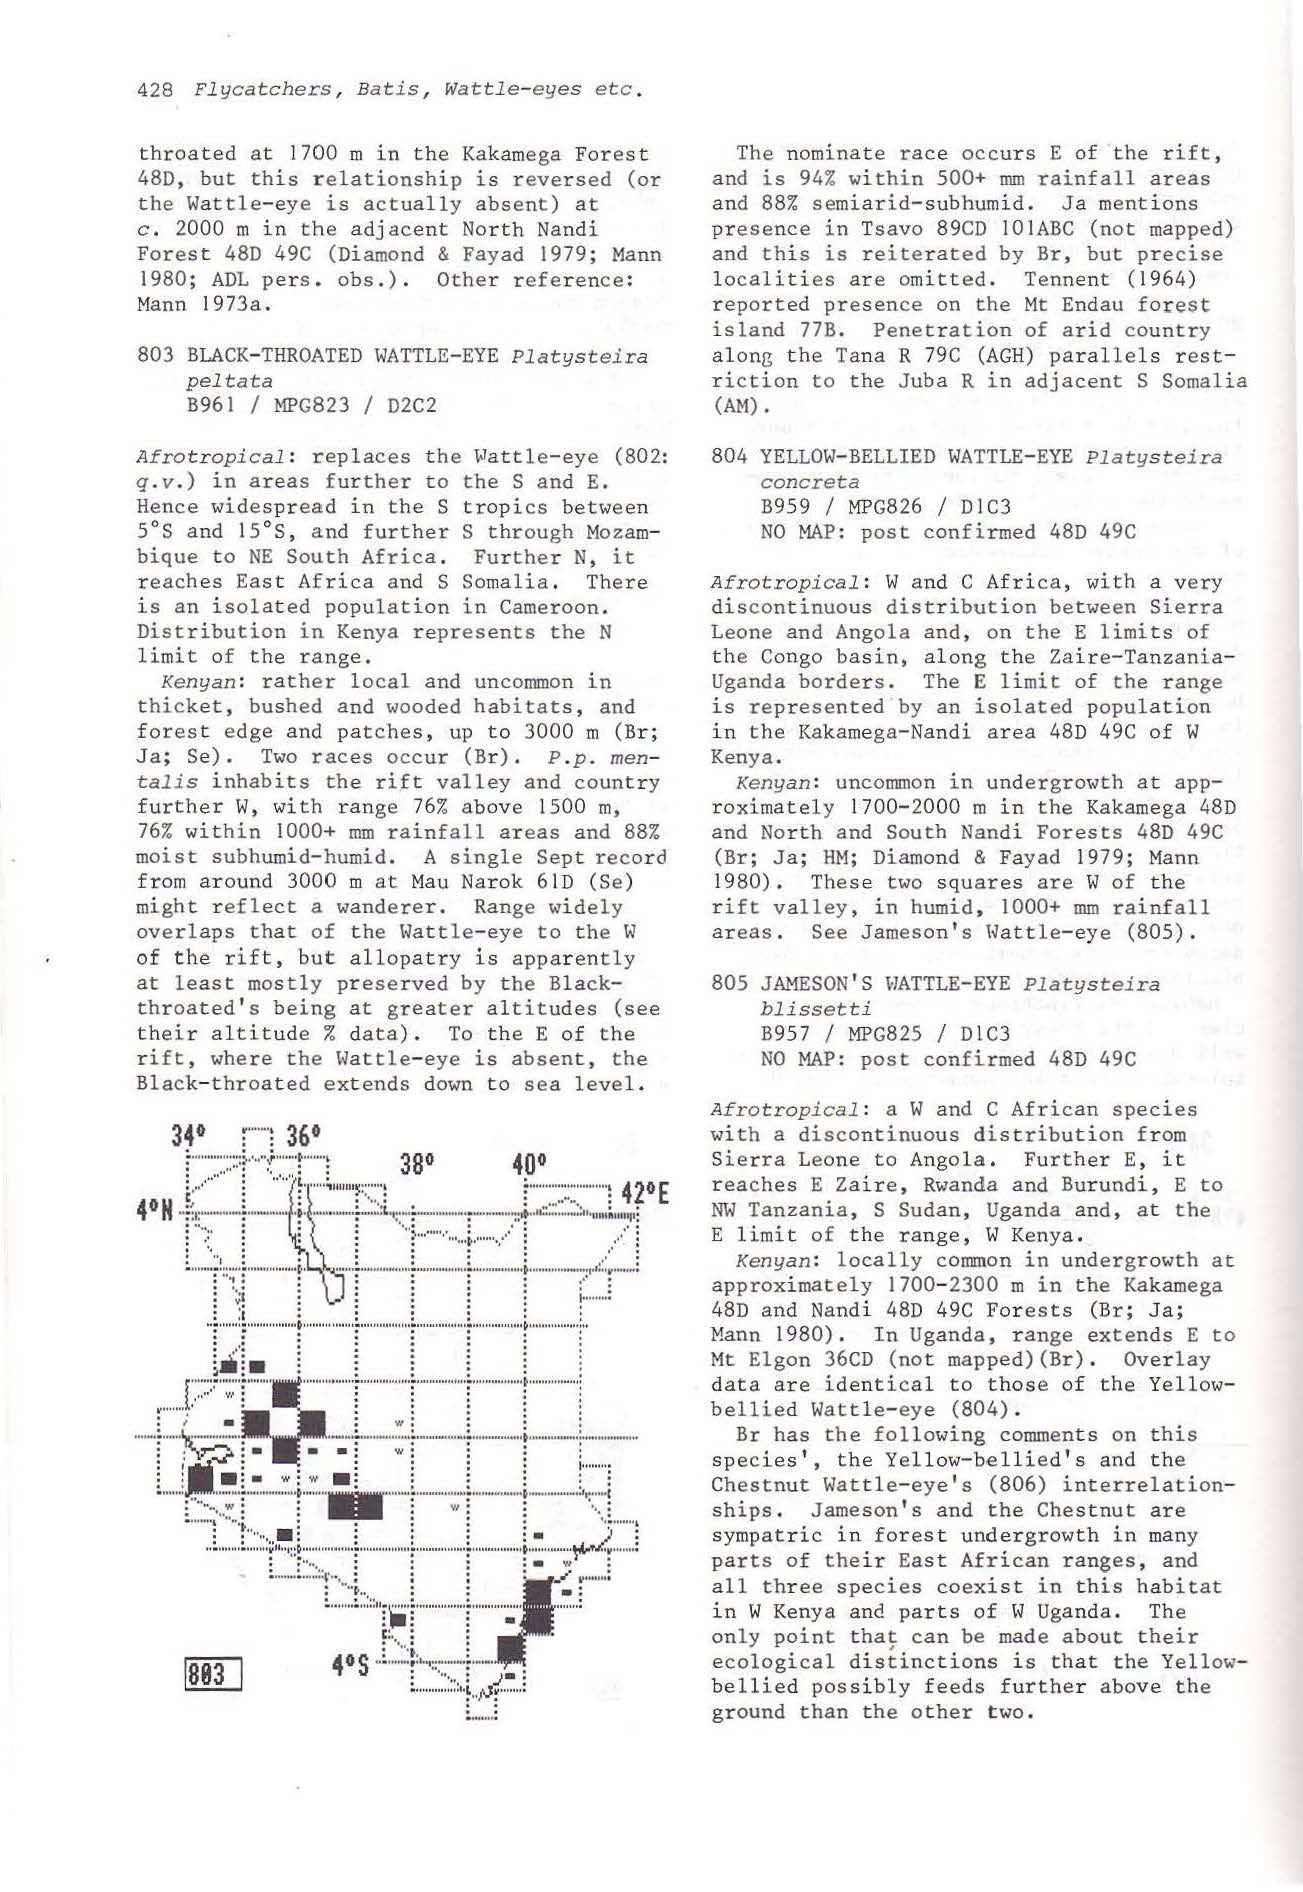 428 Flycatchers, Batis, Wattle-eyes etc.
throated at 1700 m in the Kakamega Forest
48D, but this relationship is reversed (or
the Wattle-eye is actually absent) at
c. 2000 m in the adjacent North Nandi
Forest 48D 49C (Diamond & Fayad 1979; Mann
1980; ADL pers. obs.). Other reference:
Mann 1973a.
803 BLACK-THROATED WATTLE-EYE Platysteira
peltata
B961 / MPG823 / D2C2
Afrotropical: replaces the Wattle-eye (802:
q.v.) in areas further to the S and E.
Hence widespread in the S tropics between
5°S and 15°S, and further S through Mozam-
bique to NE South Africa. Further N, it
reaches East Africa and S Somalia. There
is an isolated population in Cameroon.
Distribution in Kenya represents the N
limit of the range.
Kenyan: rather local and uncommon in
thicket, bushed and wooded habitats, and
forest edge and patches, up to 3000 m (Br;
Ja; Se). Two races occur (Br). P.p. men-
talis inhabits the rift valley and country
further W, with range 76% above 1500 m,
76% within 1000+ mm rainfall areas and 88%
moist subhumid-humid. A single Sept record
from around 3000 m at Mau Narok 61D (Se)
might reflect a wanderer. Range widely
overlaps that of the Wattle-eye to the W
of the rift, but allopatry is apparently
at least mostly preserved by the Black-
throated's being at greater altitudes (see
their altitude % data). To the E of the
rift, where the Wattle-eye is absent, the
Black-throated extends down to sea level.
34° 36°
38° 40°
42°E
4°N
W
W
W
W W
W W
W
4°S
803
The nominate race occurs E of the rift,
and is 94% within 500+ mm rainfall areas
and 88% semiarid-subhumid. Ja mentions
presence in Tsavo 89CD 101ABC (not mapped)
and this is reiterated by Br, but precise
localities are omitted. Tennent (1964)
reported presence on the Mt Endau forest
island 77B. Penetration of arid country
along the Tana R 79C (AGH) parallels rest-
riction to the Juba R in adjacent S Somalia
(AM).
804 YELLOW-BELLIED WATTLE-EYE Platysteira
concreta
B959 / MPG826 / D1C3
NO MAP: post confirmed 48D 49C
Afrotropical: W and C Africa, with a very
discontinuous distribution between Sierra
Leone and Angola and, on the E limits of
the Congo basin, along the Zaire-Tanzania-
Uganda borders. The E limit of the range
is represented by an isolated population
in the Kakamega-Nandi area 48D 49C of W
Kenya.
Kenyan: uncommon in undergrowth at app-
roximately 1700-2000 m in the Kakamega 48D
and North and South Nandi Forests 48D 49C
(Br; Ja; HM; Diamond & Fayad 1979; Mann
1980). These two squares are W of the
rift valley, in humid, 1000+ mm rainfall
areas. See Jameson's Wattle-eye (805).
805 JAMESON'S WATTLE-EYE Platysteira
blissetti
B957 / MPG825 / D1C3
NO MAP: post confirmed 48D 49C
Afrotropical: a W and C African species
with a discontinuous distribution from
Sierra Leone to Angola. Further E, it
reaches E Zaire, Rwanda and Burundi, E to
NW Tanzania, S Sudan, Uganda and, at the
E limit of the range, W Kenya.
Kenyan: locally common in undergrowth at
approximately 1700-2300 m in the Kakamega
48D and Nandi 48D 49C Forests (Br; Ja;
Mann 1980). In Uganda, range extends E to
Mt Elgon 36CD (not mapped)(Br). Overlay
data are identical to those of the Yellow-
bellied Wattle-eye (804).
Br has the following comments on this
species', the Yellow-bellied's and the
Chestnut Wattle-eye's (806) interrelation-
ships. Jameson's and the Chestnut are
sympatric in forest undergrowth in many
parts of their East African ranges, and
all three species coexist in this habitat
in W Kenya and parts of W Uganda. The
only point that can be made about their
ecological distinctions is that the Yellow-
bellied possibly feeds further above the
ground than the other two.